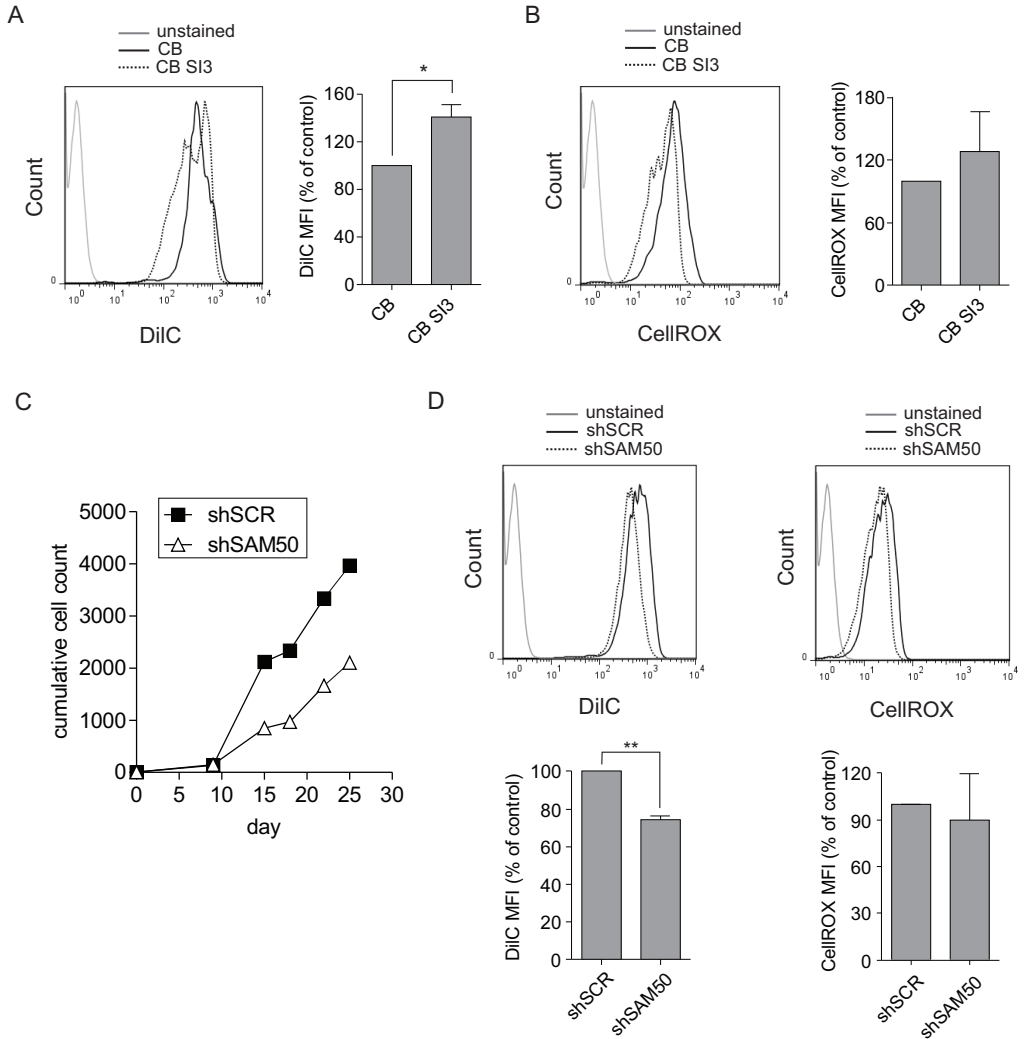 A
unstained
CB
CB SI3
Count
0
10^0 10^1 10^2 10^3 10^4
DilC
*
DilC MFI (% of control)
160
120
80
40
0
CB
CB SI3
B
unstained
CB
CB SI3
Count
0
10^0 10^1 10^2 10^3 10^4
CellROX
CellROX MFI (% of control)
180
120
60
0
CB
CB SI3
C
shSCR
shSAM50
cumulative cell count
5000
4000
3000
2000
1000
0
0 5 10 15 20 25 30
day
D
unstained
shSCR
shSAM50
Count
0
10^0 10^1 10^2 10^3 10^4
DilC
unstained
shSCR
shSAM50
Count
0
10^0 10^1 10^2 10^3 10^4
CellROX
**
DilC MFI (% of control)
100
80
60
40
20
0
shSCR
shSAM50
CellROX MFI (% of control)
120
90
60
30
0
shSCR
shSAM50